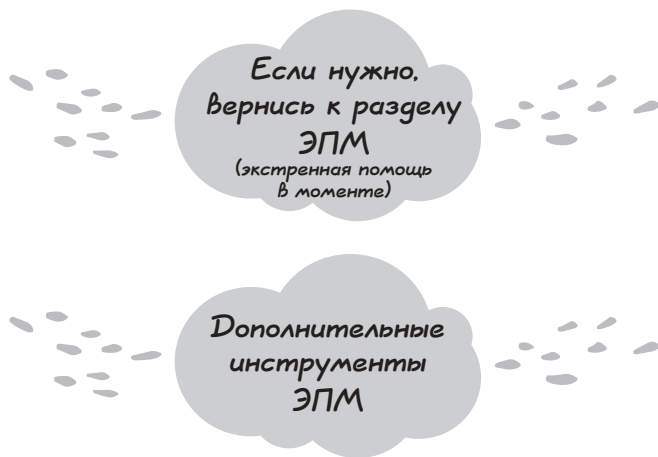 Если нужно,
вернись к разделу
ЭПМ
(экстренная помощь
в моменте)
Дополнительные
инструменты
ЭПМ